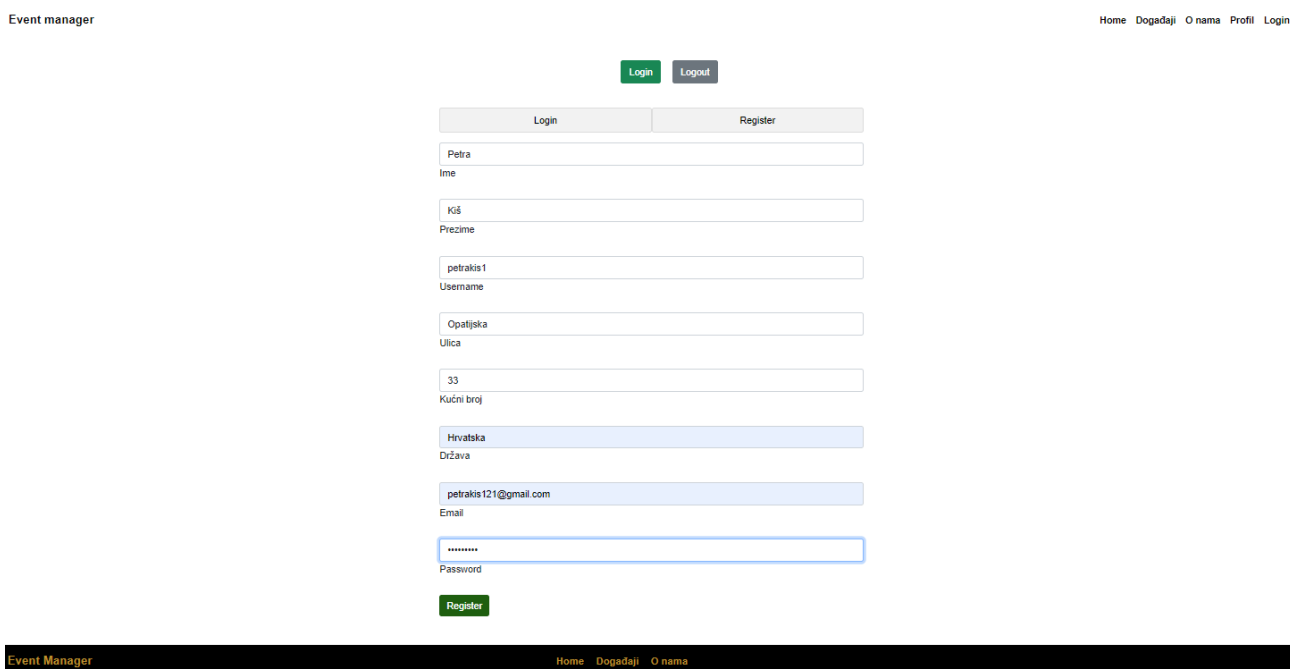 Event manager
Home Događaji O nama Profil Login
Login Logout
Login Register
Petra
Ime
Kiš
Prezime
petrakis1
Username
Opatijska
Ulica
33
Kućni broj
Hrvatska
Država
petrakis121@gmail.com
Email
•••••••••
Password
Register
Event Manager Home Događaji O nama